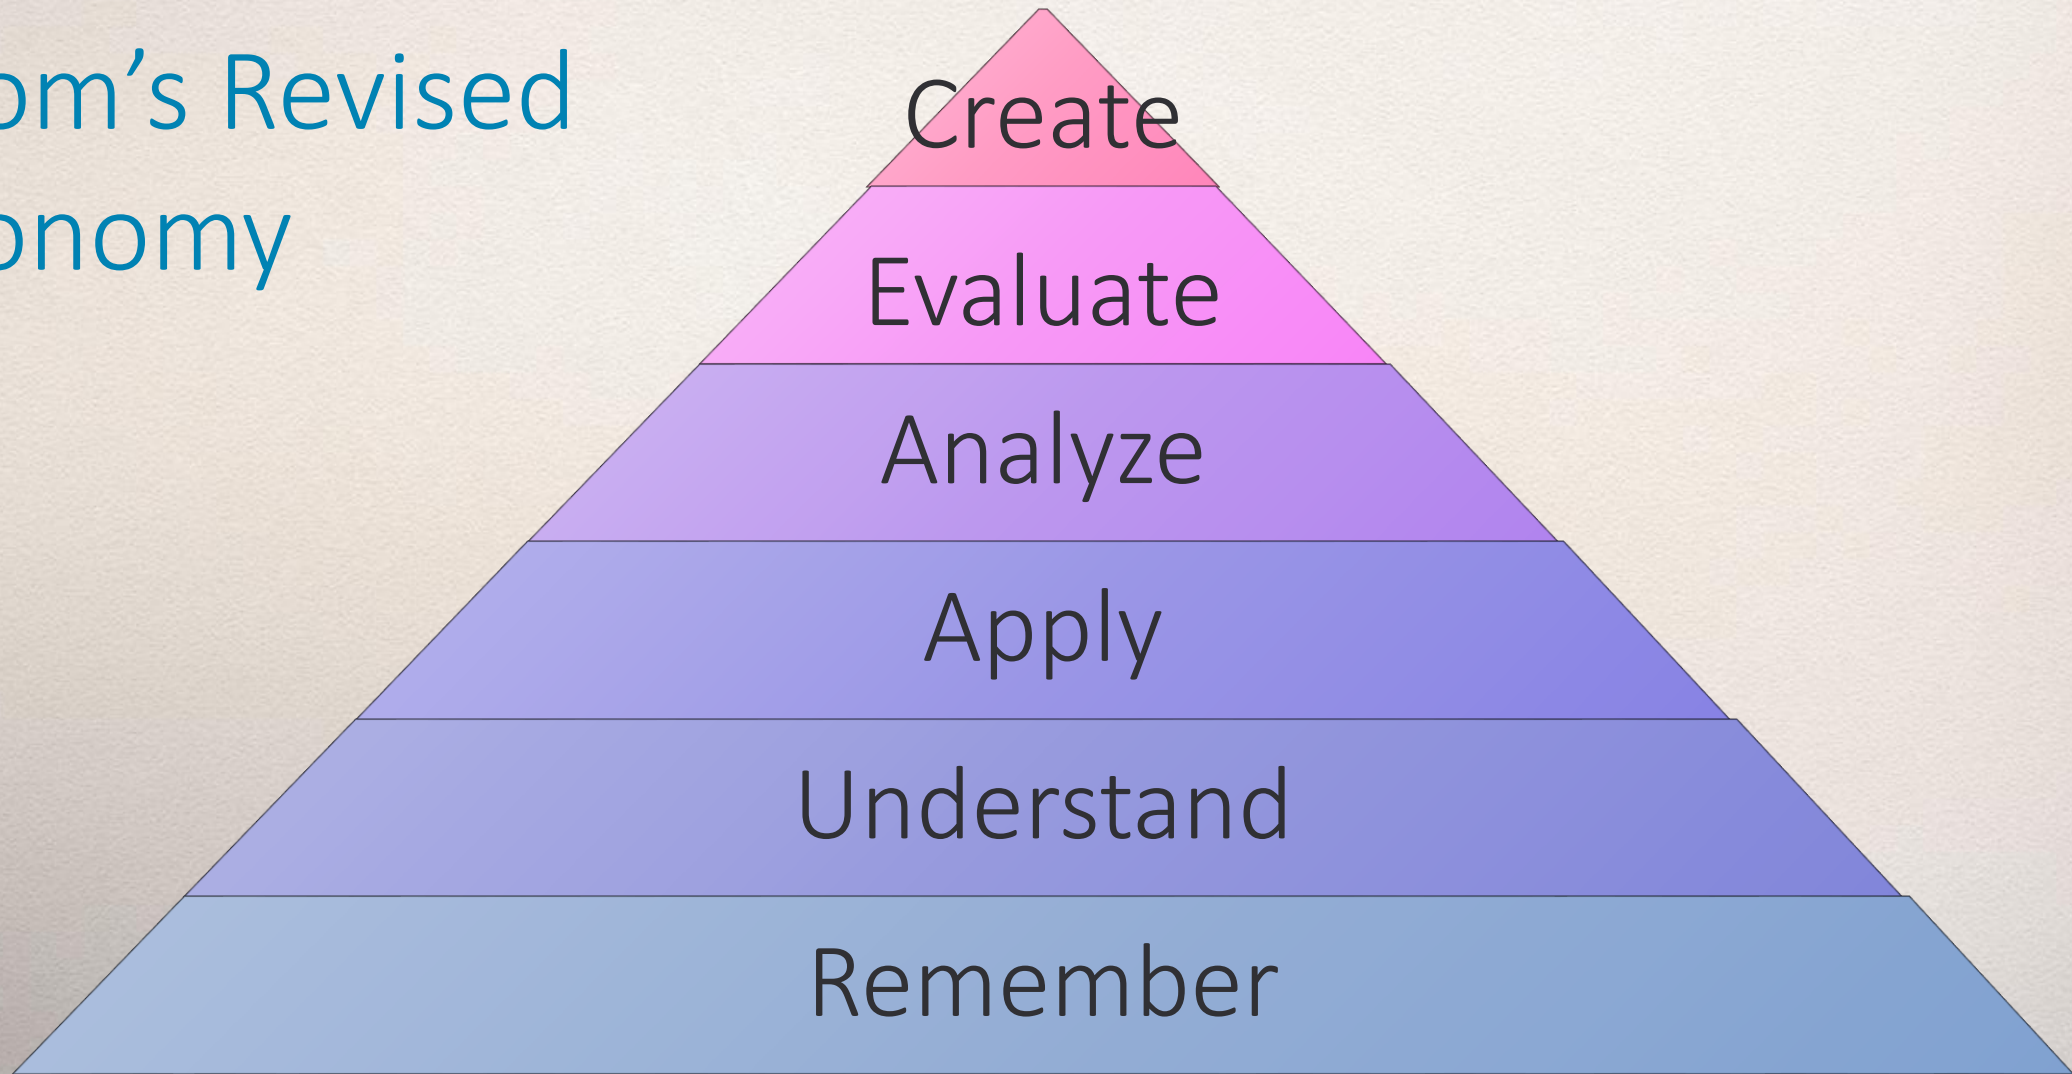 om's Revised
onomy
Create
Evaluate
Analyze
Apply
Understand
Remember